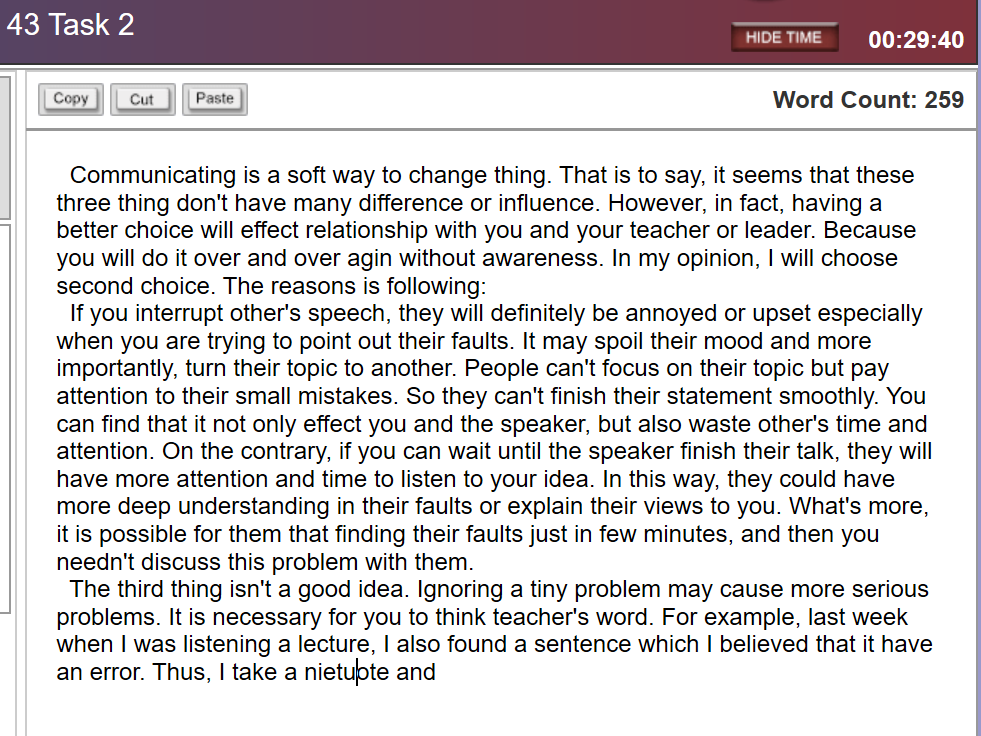 43 Task 2
HIDE TIME
00:29:40
Copy
Cut
Paste
Word Count: 259
Communicating is a soft way to change thing. That is to say, it seems that these
three thing don't have many difference or influence. However, in fact, having a
better choice will effect relationship with you and your teacher or leader. Because
you will do it over and over agin without awareness. In my opinion, I will choose
second choice. The reasons is following:
If you interrupt other's speech, they will definitely be annoyed or upset especially
when you are trying to point out their faults. It may spoil their mood and more
importantly, turn their topic to another. People can't focus on their topic but pay
attention to their small mistakes. So they can't finish their statement smoothly. You
can find that it not only effect you and the speaker, but also waste other's time and
attention. On the contrary, if you can wait until the speaker finish their talk, they will
have more attention and time to listen to your idea. In this way, they could have
more deep understanding in their faults or explain their views to you. What's more,
it is possible for them that finding their faults just in few minutes, and then you
needn't discuss this problem with them.
The third thing isn't a good idea. Ignoring a tiny problem may cause more serious
problems. It is necessary for you to think teacher's word. For example, last week
when I was listening a lecture, I also found a sentence which I believed that it have
an error. Thus, I take a nietuote and